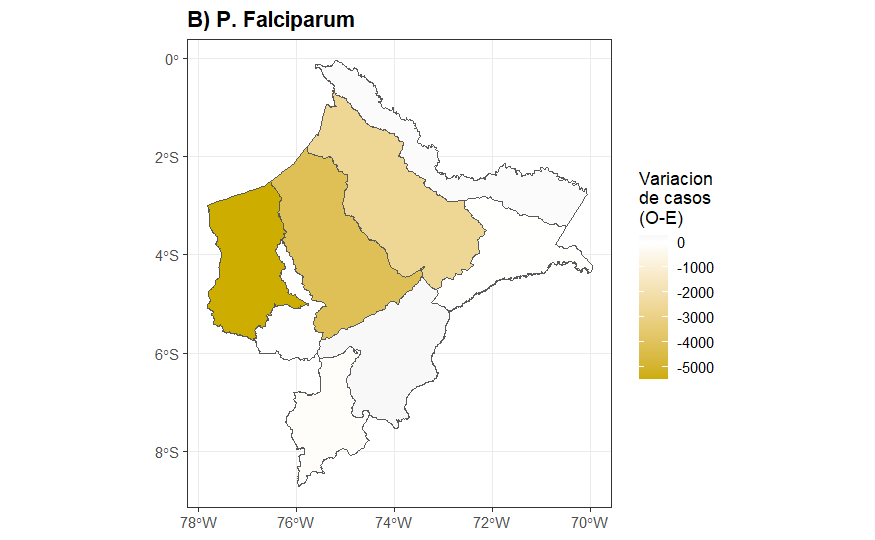 B) P. Falciparum
0°
2°S
4°S
6°S
8°S
78°W
76°W
74°W
72°W
70°W
Variacion
de casos
(O-E)
0
-1000
-2000
-3000
-4000
-5000